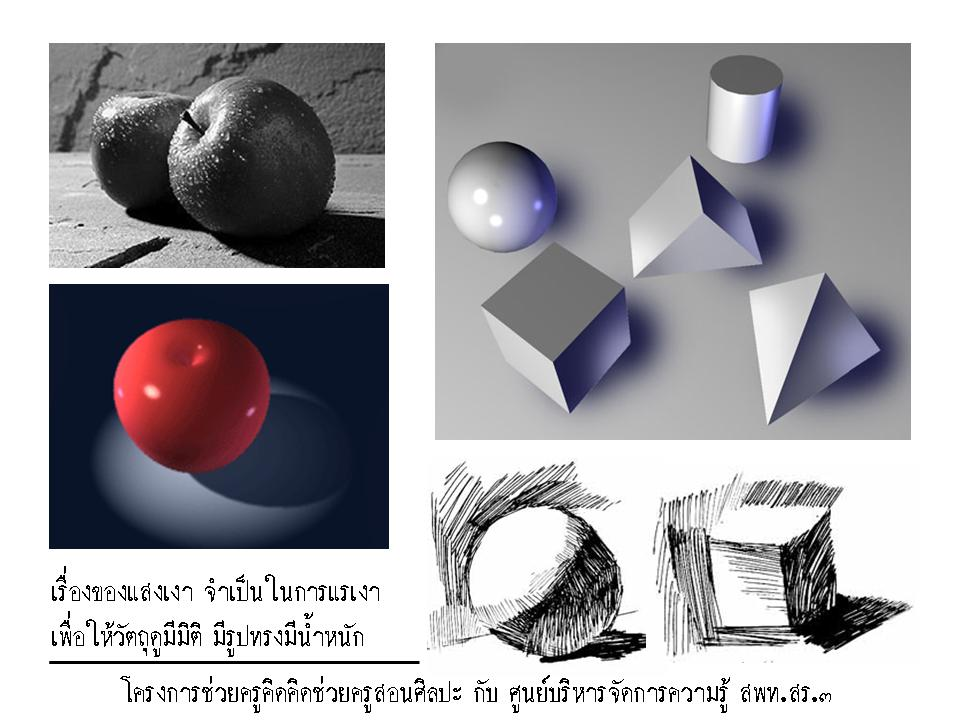 เรื่องของแสงเงา จำเป็นในการแรเงา
เพื่อให้วัตถุดูมีมิติ มีรูปทรงมีน้ำหนัก
โครงการช่วยครูคิดคิดช่วยครูสอนศิลปะ กับ ศูนย์บริหารจัดการความรู้ สพท.สร.๓